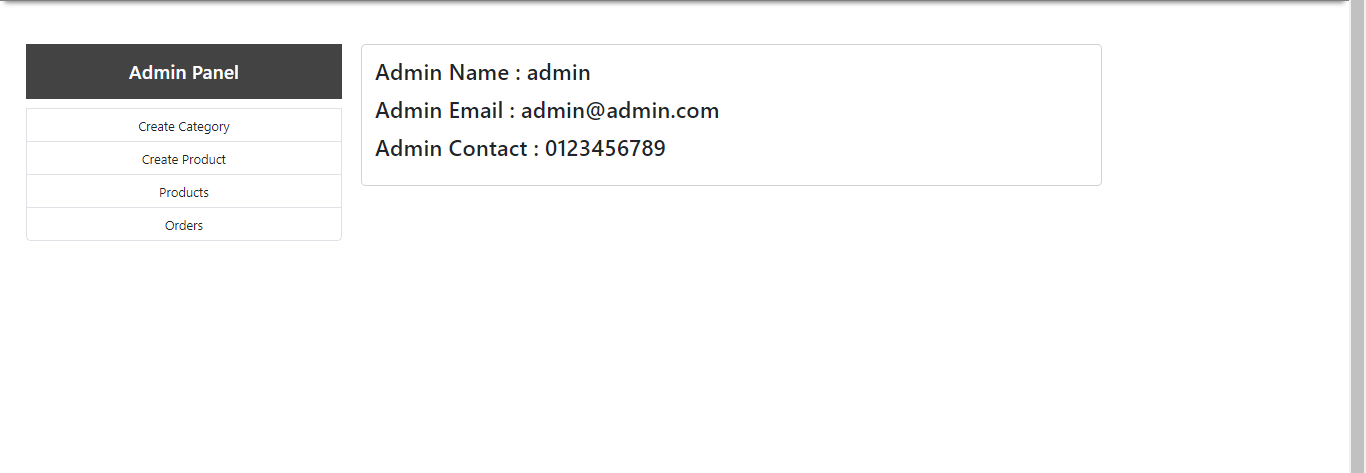 Admin Panel
Create Category
Create Product
Products
Orders
Admin Name : admin
Admin Email : admin@admin.com
Admin Contact : 0123456789